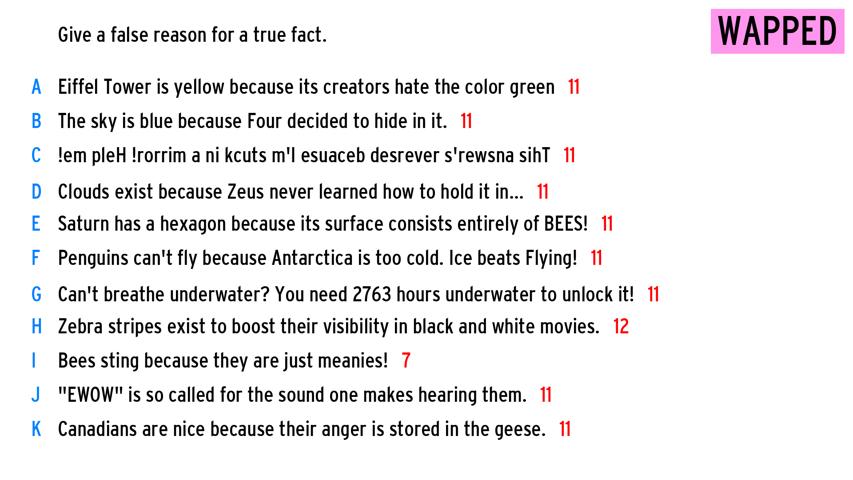 Give a false reason for a true fact.
WAPPED
A Eiffel Tower is yellow because its creators hate the color green 11
B The sky is blue because Four decided to hide in it. 11
C !em pleH !rorrim a ni kcuts m'I esuaceb desrever s'rewsna sihT 11
D Clouds exist because Zeus never learned how to hold it in... 11
E Saturn has a hexagon because its surface consists entirely of BEES! 11
F Penguins can't fly because Antarctica is too cold. Ice beats Flying! 11
G Can't breathe underwater? You need 2763 hours underwater to unlock it! 11
H Zebra stripes exist to boost their visibility in black and white movies. 12
I Bees sting because they are just meanies! 7
J "EWOW" is so called for the sound one makes hearing them. 11
K Canadians are nice because their anger is stored in the geese. 11